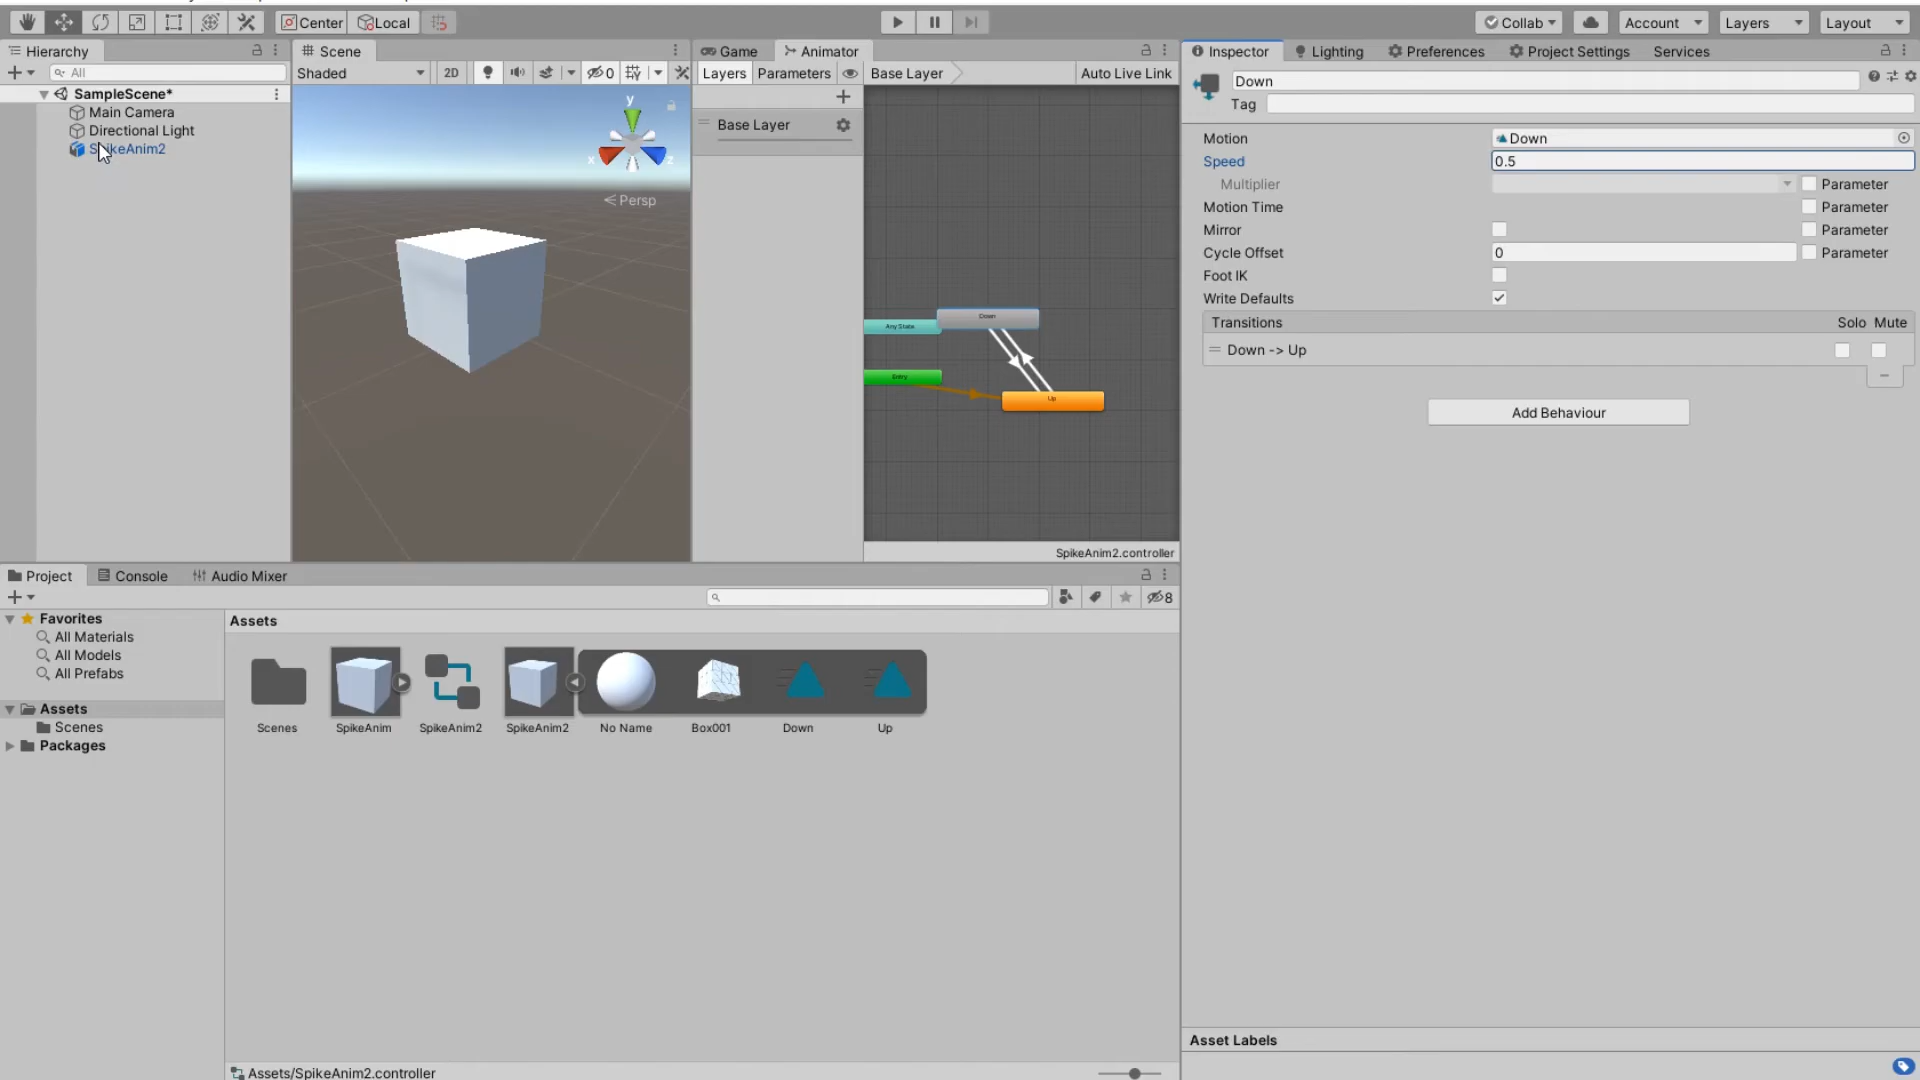 Center
Local
Collab
Account
Layers
Layout
Hierarchy
All
SampleScene*
Main Camera
Directional Light
SpikeAnim2
Scene
Shaded
2D
0
y
x
z
Persp
Game
Animator
Layers
Parameters
Base Layer
Auto Live Link
Base Layer
Any State
Down
Entry
Up
SpikeAnim2.controller
Inspector
Lighting
Preferences
Project Settings
Services
Down
Tag
Motion
Down
Speed
0.5
Multiplier
Parameter
Motion Time
Parameter
Mirror
Parameter
Cycle Offset
0
Parameter
Foot IK
Write Defaults
Transitions
Solo
Mute
Down -> Up
Add Behaviour
Project
Console
Audio Mixer
8
Favorites
All Materials
All Models
All Prefabs
Assets
Scenes
Packages
Assets
Scenes
SpikeAnim
SpikeAnim2
SpikeAnim2
No Name
Box001
Down
Up
Assets/SpikeAnim2.controller
Asset Labels